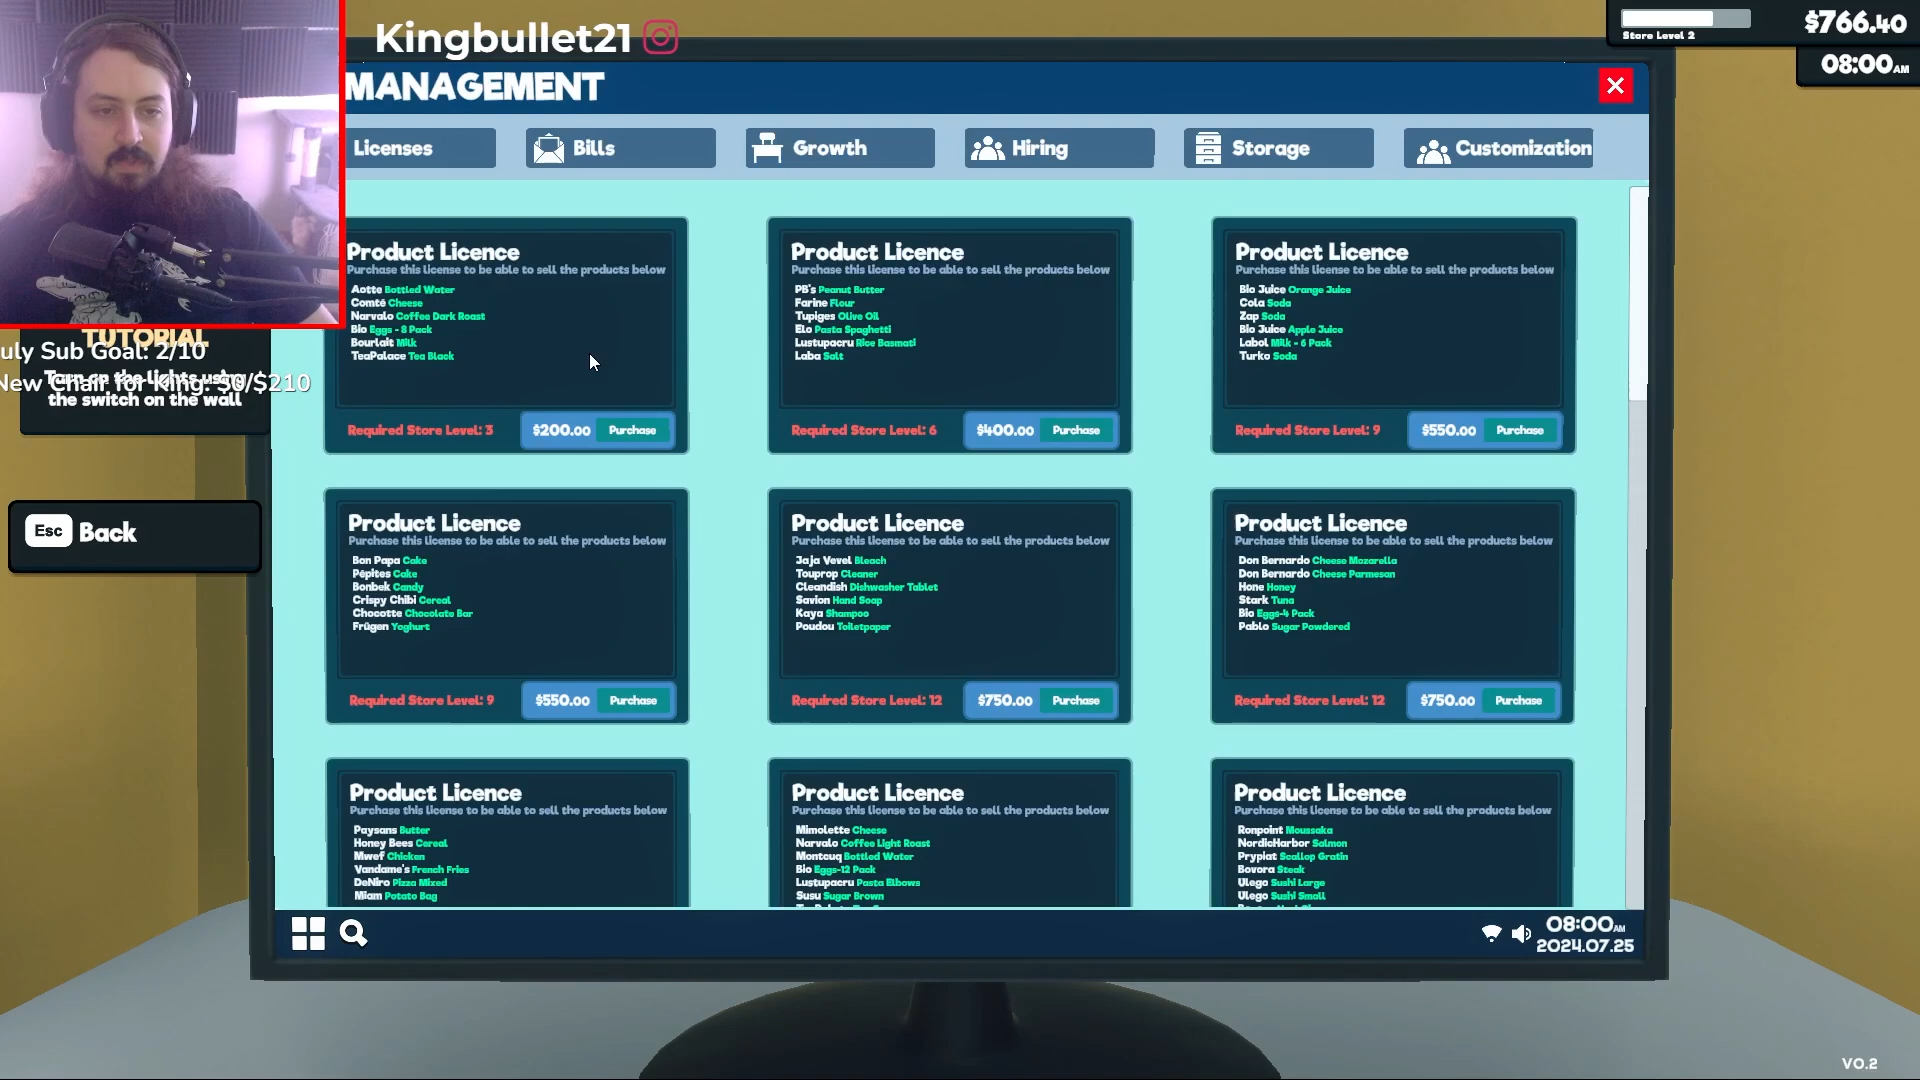 Kingbullet21
$766.40
Store Level 2
08:00AM
MANAGEMENT
Licenses
Bills
Growth
Hiring
Storage
Customization
Product Licence
Purchase this license to be able to sell the products below
Aotte Bottled Water
Comté Cheese
Narvalo Coffee Dark Roast
Bio Eggs - 8 Pack
Bourlait Milk
TeaPalace Tea Black
Required Store Level: 3
$200.00 Purchase
Product Licence
Purchase this license to be able to sell the products below
PB's Peanut Butter
Farine Flour
Tupiges Olive Oil
Elo Pasta Spaghetti
Lustupacru Rice Basmati
Laba Salt
Required Store Level: 6
$400.00 Purchase
Product Licence
Purchase this license to be able to sell the products below
Bio Juice Orange Juice
Cola Soda
Zap Soda
Bio Juice Apple Juice
Labol Milk - 6 Pack
Turko Soda
Required Store Level: 9
$550.00 Purchase
TUTORIAL
uly Sub Goal: 2/10
Turn on the lights using
New Chair for King: $0/$210
the switch on the wall
Esc Back
Product Licence
Purchase this license to be able to sell the products below
Bon Papa Cake
Pépites Cake
Bonbek Candy
Crispy Chibi Cereal
Chocotte Chocolate Bar
Frügen Yoghurt
Required Store Level: 9
$550.00 Purchase
Product Licence
Purchase this license to be able to sell the products below
Jaja Vevel Bleach
Touprop Cleaner
Cleandish Dishwasher Tablet
Savion Hand Soap
Kaya Shampoo
Poudou Toiletpaper
Required Store Level: 12
$750.00 Purchase
Product Licence
Purchase this license to be able to sell the products below
Don Bernardo Cheese Mozarella
Don Bernardo Cheese Parmesan
Hone Honey
Stark Tuna
Bio Eggs-4 Pack
Pablo Sugar Powdered
Required Store Level: 12
$750.00 Purchase
Product Licence
Purchase this license to be able to sell the products below
Paysans Butter
Honey Bees Cereal
Mwef Chicken
Vandame's French Fries
DeNiro Pizza Mixed
Miam Potato Bag
Product Licence
Purchase this license to be able to sell the products below
Mimolette Cheese
Narvalo Coffee Light Roast
Montcuq Bottled Water
Bio Eggs-12 Pack
Lustupacru Pasta Elbows
Susu Sugar Brown
Product Licence
Purchase this license to be able to sell the products below
Ronpoint Moussaka
NordicHarbor Salmon
Prypiat Scallop Gratin
Bovora Steak
Ulego Sushi Large
Ulego Sushi Small
08:00AM
2024.07.25
V0.2